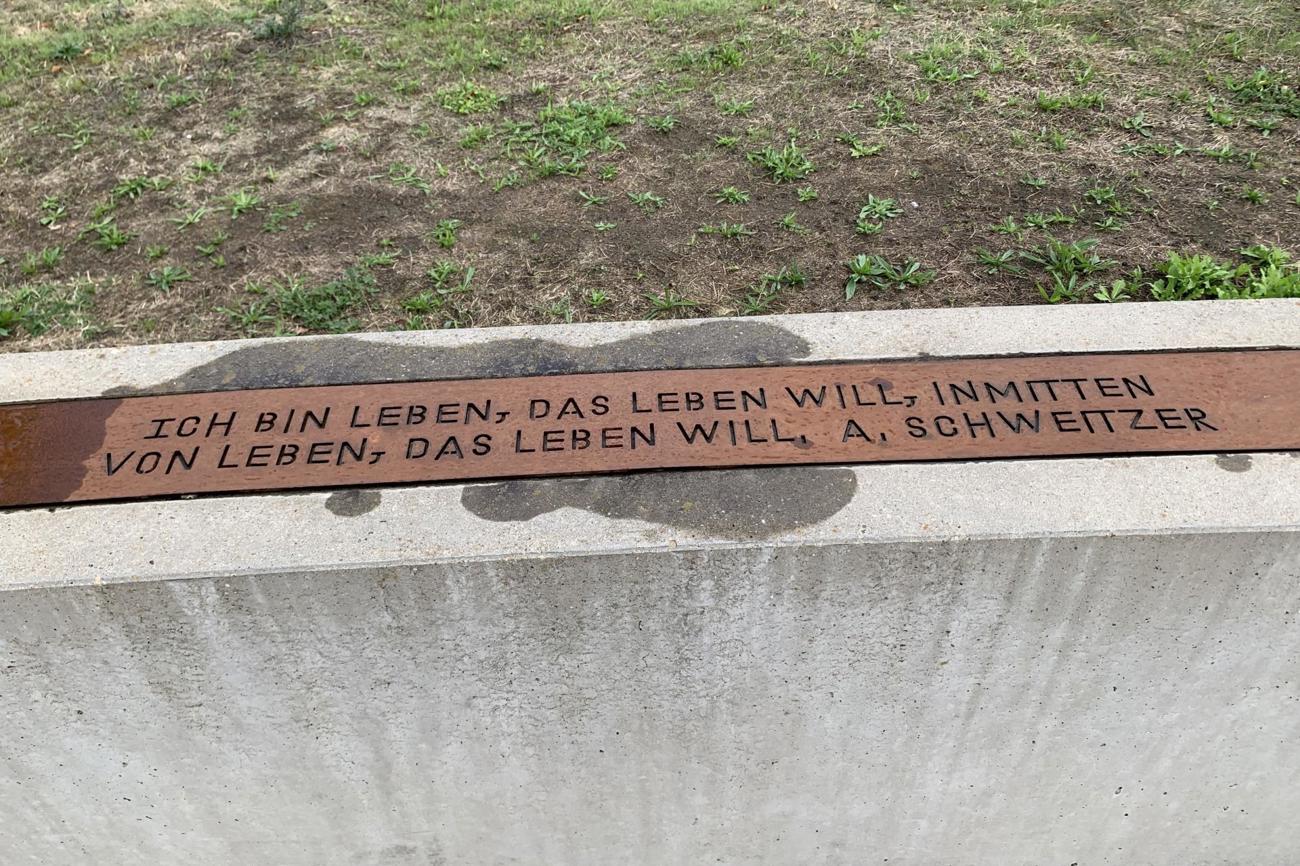 ICH BIN LEBEN, DAS LEBEN WILL, INMITTEN
VON LEBEN, DAS LEBEN WILL. A. SCHWEITZER